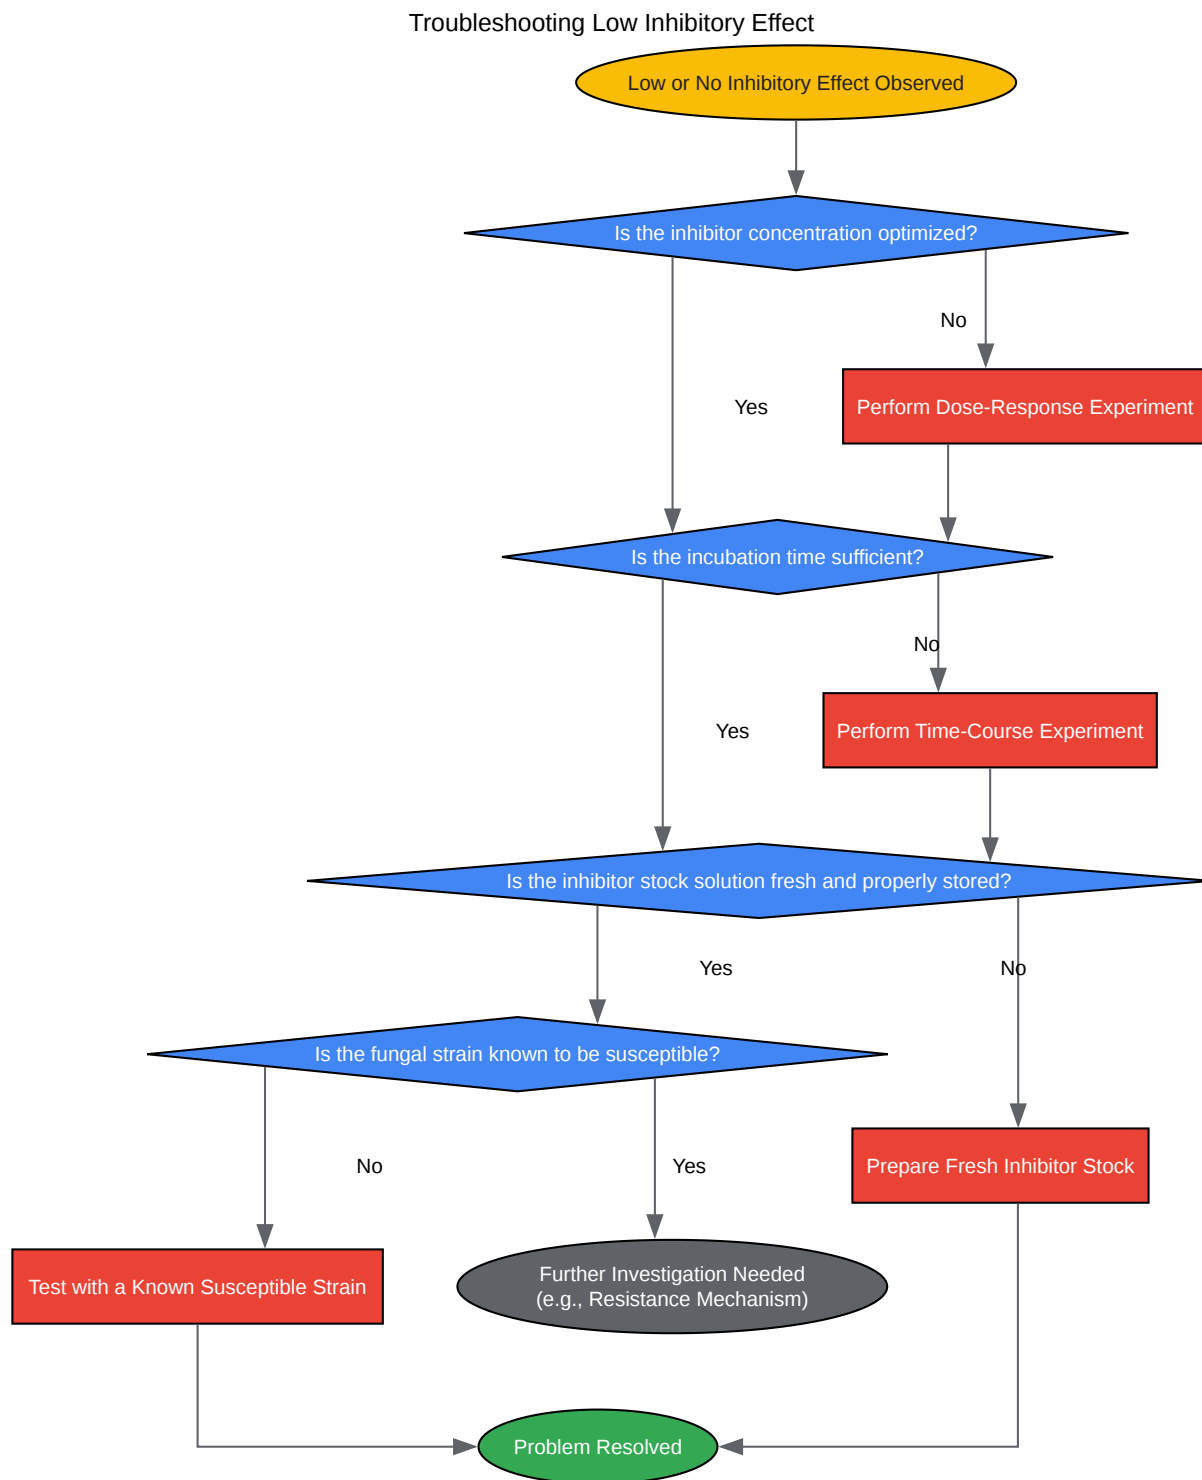 Troubleshooting Low Inhibitory Effect
Low or No Inhibitory Effect Observed
Is the inhibitor concentration optimized?
No
Yes
Perform Dose-Response Experiment
Is the incubation time sufficient?
No
Yes
Perform Time-Course Experiment
Is the inhibitor stock solution fresh and properly stored?
Yes
No
Is the fungal strain known to be susceptible?
No
Yes
Prepare Fresh Inhibitor Stock
Test with a Known Susceptible Strain
Further Investigation Needed
(e.g., Resistance Mechanism)
Problem Resolved